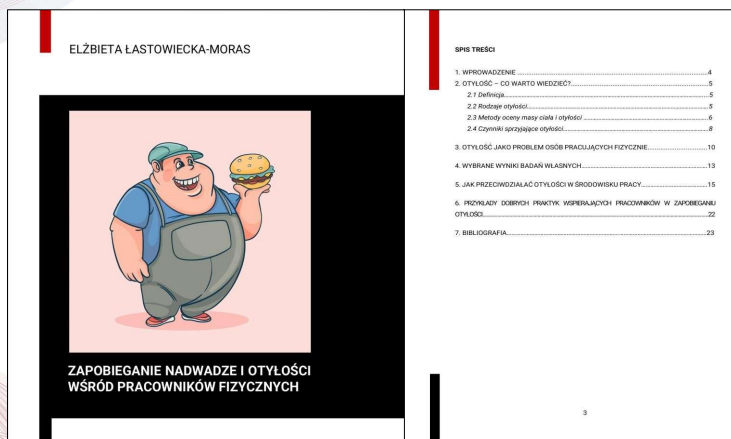 ELŻBIETA ŁASTOWIECKA-MORAS
ZAPOBIEGANIE NADWADZE I OTYŁOŚCI
WŚRÓD PRACOWNIKÓW FIZYCZNYCH
SPIS TREŚCI
1. WPROWADZENIE ...4
2. OTYŁOŚĆ – CO WARTO WIEDZIEĆ?...5
2.1 Definicja...5
2.2 Rodzaje otyłości...5
2.3 Metody oceny masy ciała i otyłości ...6
2.4 Czynniki sprzyjające otyłości...8
3. OTYŁOŚĆ JAKO PROBLEM OSÓB PRACUJĄCYCH FIZYCZNIE...10
4. WYBRANE WYNIKI BADAŃ WŁASNYCH...13
5. JAK PRZECIWDZIAŁAĆ OTYŁOŚCI W ŚRODOWISKU PRACY...15
6. PRZYKŁADY DOBRYCH PRAKTYK WSPIERAJĄCYCH PRACOWNIKÓW W ZAPOBIEGANIU
OTYŁOŚCI...22
7. BIBLIOGRAFIA...23
3